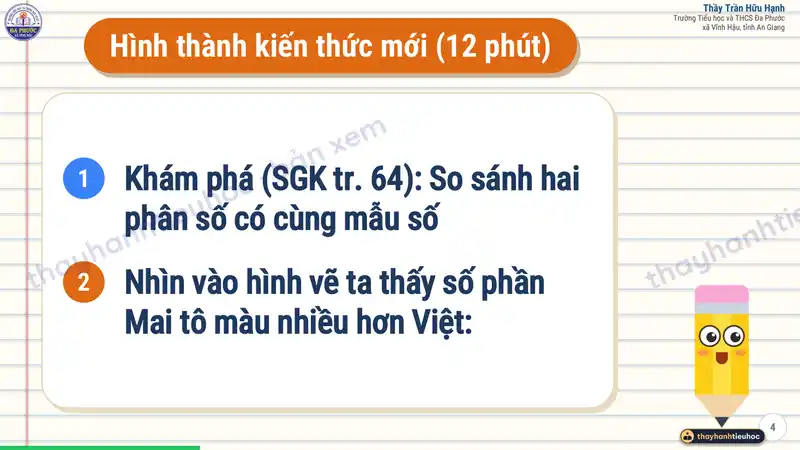 Thầy Trần Hữu Hạnh
Trường Tiểu học và THCS Đa Phước
xã Vĩnh Hậu, tỉnh An Giang
ĐA PHƯỚC
Hình thành kiến thức mới (12 phút)
1 Khám phá (SGK tr. 64): So sánh hai
phân số có cùng mẫu số
2 Nhìn vào hình vẽ ta thấy số phần
Mai tô màu nhiều hơn Việt:
thayhanhtieuhoc
4